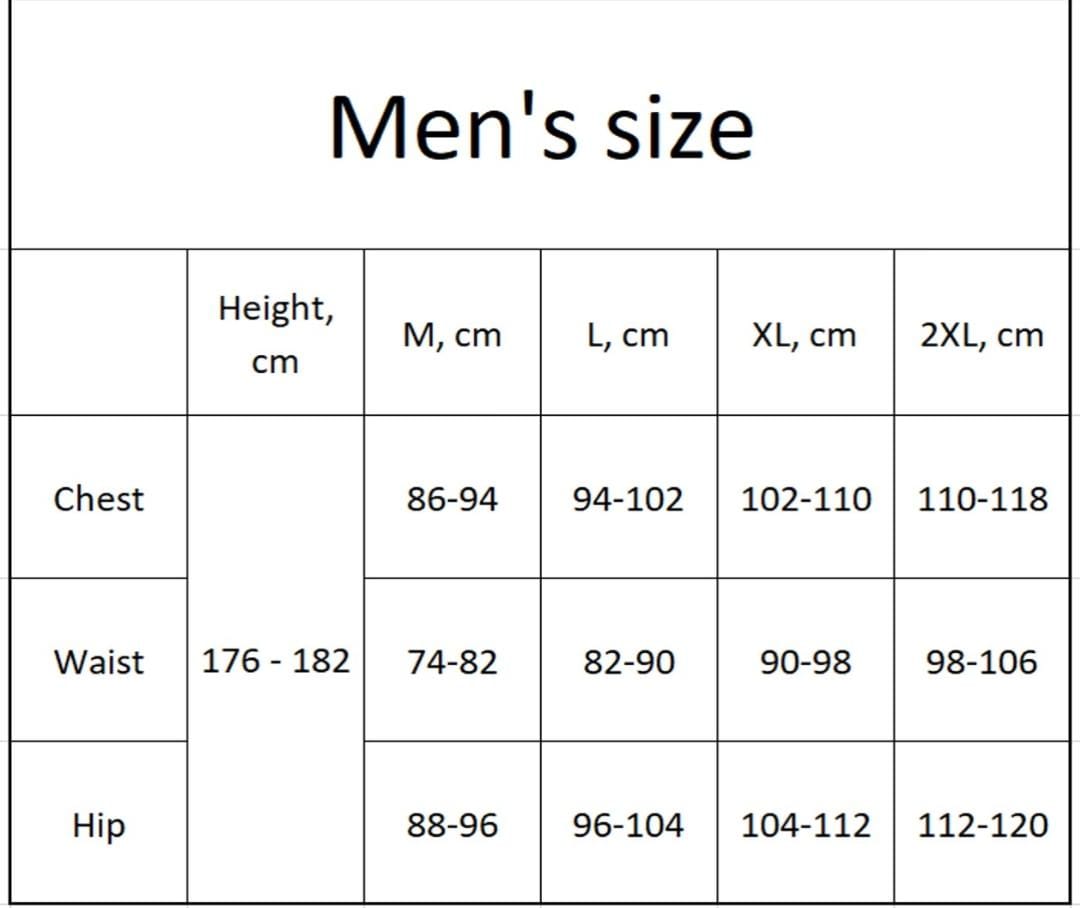 Men's size
Height,
cm
M, cm
L, cm
XL, cm
2XL, cm
Chest
86-94
94-102
102-110
110-118
Waist
176 - 182
74-82
82-90
90-98
98-106
Hip
88-96
96-104
104-112
112-120